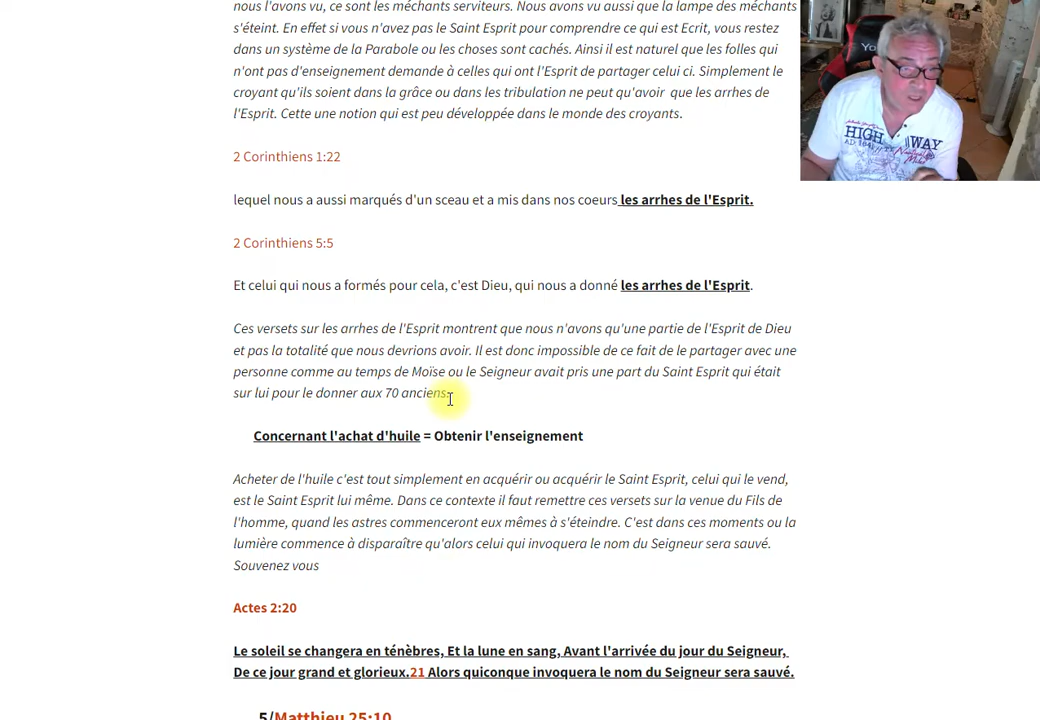 nous l'avons vu, ce sont les méchants serviteurs. Nous avons vu aussi que la lampe des méchants
s'éteint. En effet si vous n'avez pas le Saint Esprit pour comprendre ce qui est Ecrit, vous restez
dans un système de la Parabole ou les choses sont cachés. Ainsi il est naturel que les folles qui
n'ont pas d'enseignement demande à celles qui ont l'Esprit de partager celui ci. Simplement le
croyant qu'ils soient dans la grâce ou dans les tribulation ne peut qu'avoir que les arrhes de
l'Esprit. Cette une notion qui est peu développée dans le monde des croyants.
2 Corinthiens 1:22
lequel nous a aussi marqués d'un sceau et a mis dans nos coeurs les arrhes de l'Esprit.
2 Corinthiens 5:5
Et celui qui nous a formés pour cela, c'est Dieu, qui nous a donné les arrhes de l'Esprit.
Ces versets sur les arrhes de l'Esprit montrent que nous n'avons qu'une partie de l'Esprit de Dieu
et pas la totalité que nous devrions avoir. Il est donc impossible de ce fait de le partager avec une
personne comme au temps de Moïse ou le Seigneur avait pris une part du Saint Esprit qui était
sur lui pour le donner aux 70 anciens.
Concernant l'achat d'huile = Obtenir l'enseignement
Acheter de l'huile c'est tout simplement en acquérir ou acquérir le Saint Esprit, celui qui le vend,
est le Saint Esprit lui même. Dans ce contexte il faut remettre ces versets sur la venue du Fils de
l'homme, quand les astres commenceront eux mêmes à s'éteindre. C'est dans ces moments ou la
lumière commence à disparaître qu'alors celui qui invoquera le nom du Seigneur sera sauvé.
Souvenez vous
Actes 2:20
Le soleil se changera en ténèbres, Et la lune en sang, Avant l'arrivée du jour du Seigneur,
De ce jour grand et glorieux.21 Alors quiconque invoquera le nom du Seigneur sera sauvé.
5/Matthieu 25:10
HIGH WAY